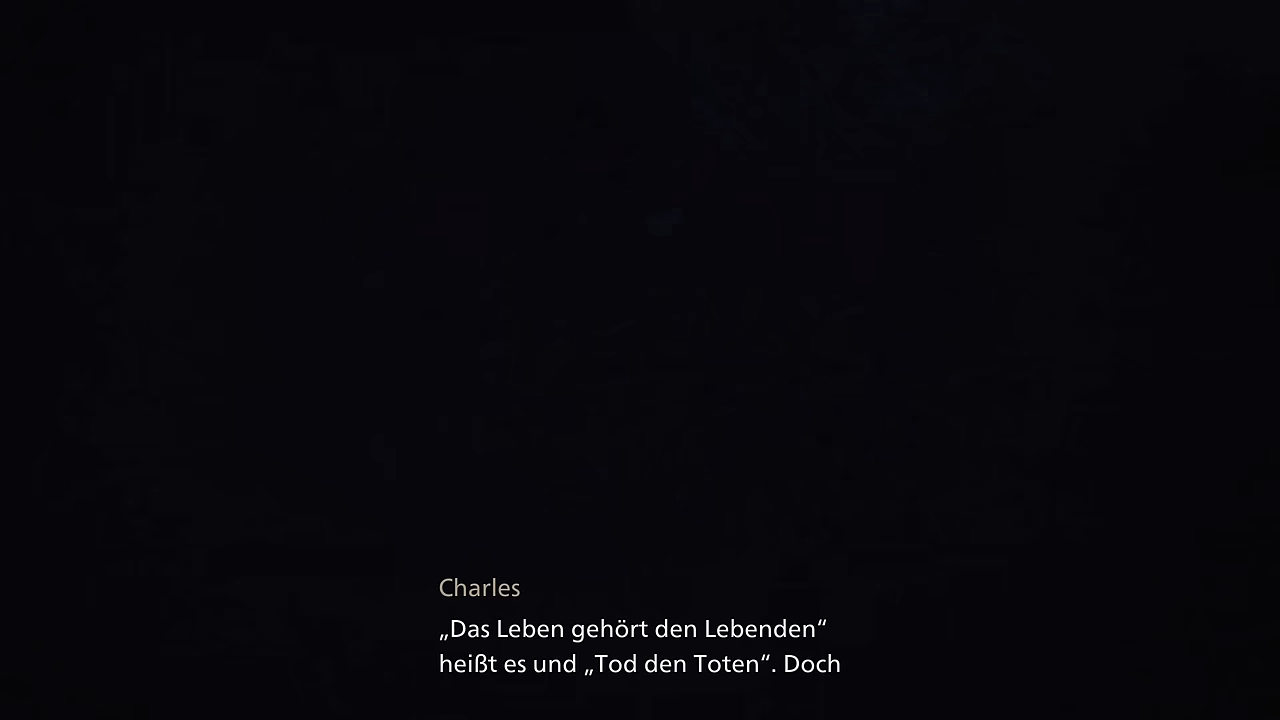 Charles
„Das Leben gehört den Lebenden“
heißt es und „Tod den Toten“. Doch